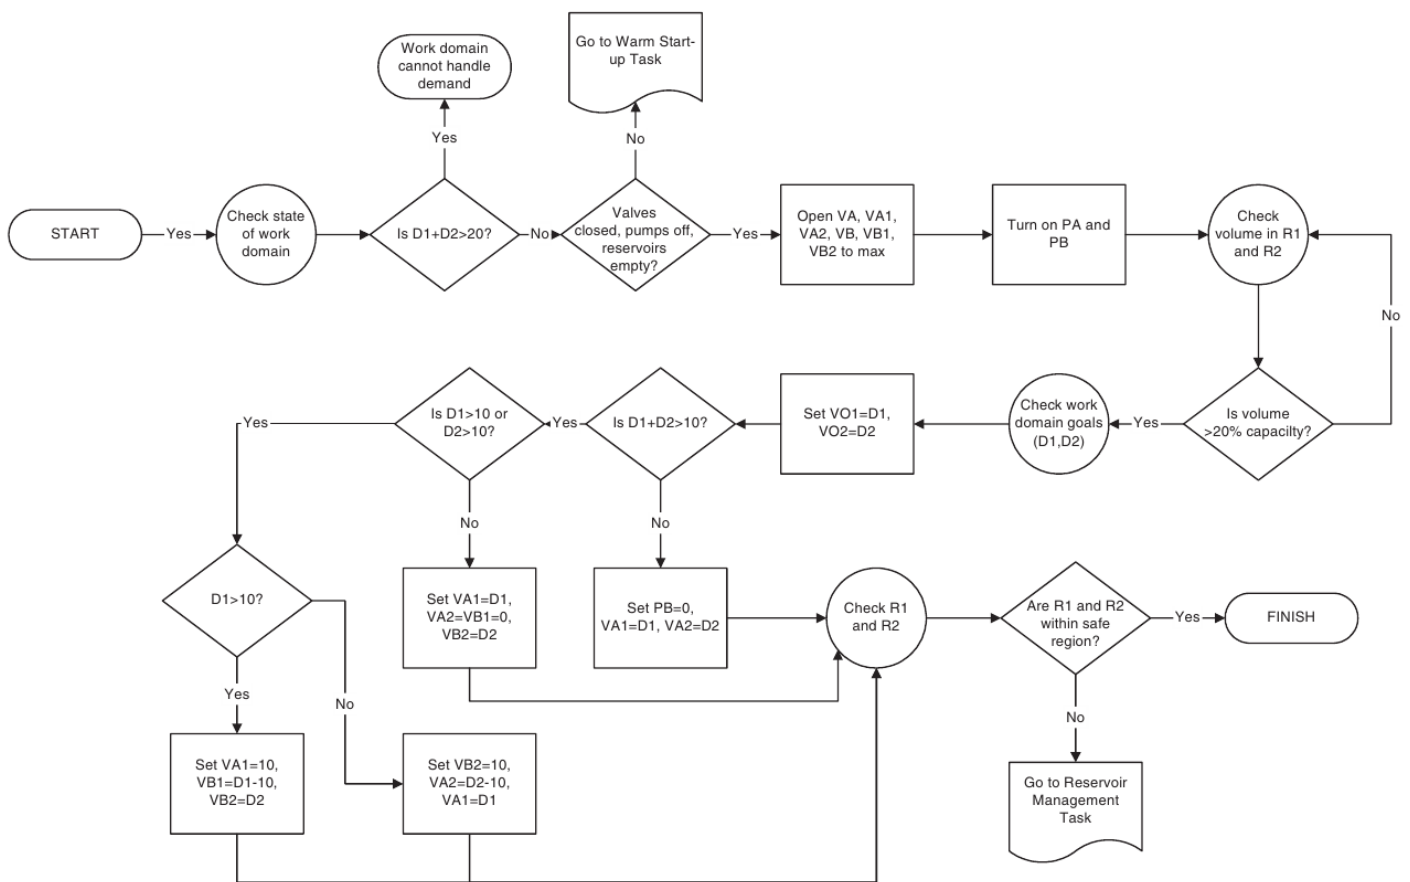 Work domain
cannot handle
demand
Go to Warm Start-
up Task
Yes
No
START
Yes
Check state
of work
domain
Is D1+D2>20?
No
Valves
closed, pumps off,
reservoirs
empty?
Yes
Open VA, VA1,
VA2, VB, VB1,
VB2 to max
Turn on PA and
PB
Check
volume in R1
and R2
No
Is volume
>20% capacilty?
Yes
Check work
domain goals
(D1,D2)
Set VO1=D1,
VO2=D2
Is D1+D2>10?
Yes
Is D1>10 or
D2>10?
Yes
No
No
D1>10?
Set VA1=D1,
VA2=VB1=0,
VB2=D2
Set PB=0,
VA1=D1, VA2=D2
Check R1
and R2
Are R1 and R2
within safe
region?
Yes
FINISH
Yes
No
No
Set VA1=10,
VB1=D1-10,
VB2=D2
Set VB2=10,
VA2=D2-10,
VA1=D1
Go to Reservoir
Management
Task